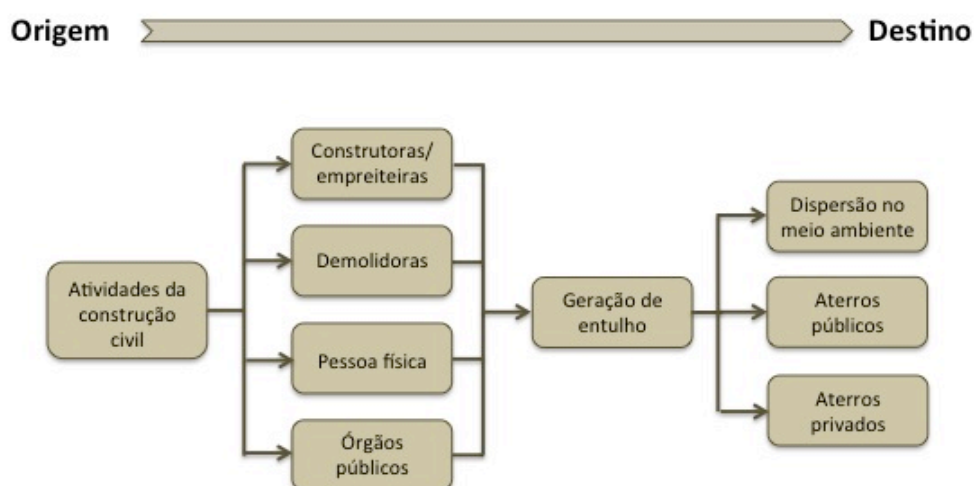 Origem
Destino
Atividades da
construção
civil
Construtoras/
empreiteiras
Demolidoras
Pessoa física
Órgãos
públicos
Geração de
entulho
Dispersão no
meio ambiente
Aterros
públicos
Aterros
privados